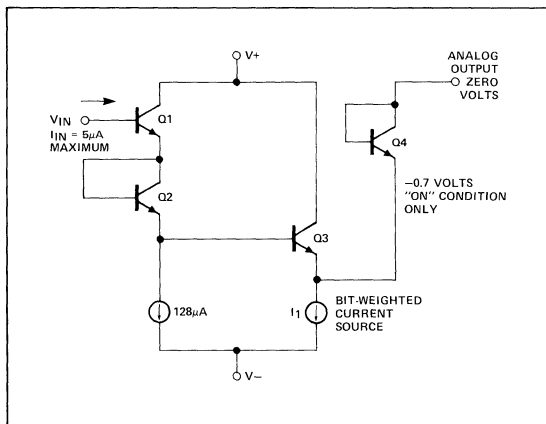 V+
ANALOG
OUTPUT
ZERO
VOLTS
VIN
IIN = 5μA
MAXIMUM
Q1
Q4
Q2
−0.7 VOLTS
"ON" CONDITION
ONLY
Q3
128μA
I1
BIT-WEIGHTED
CURRENT
SOURCE
V−